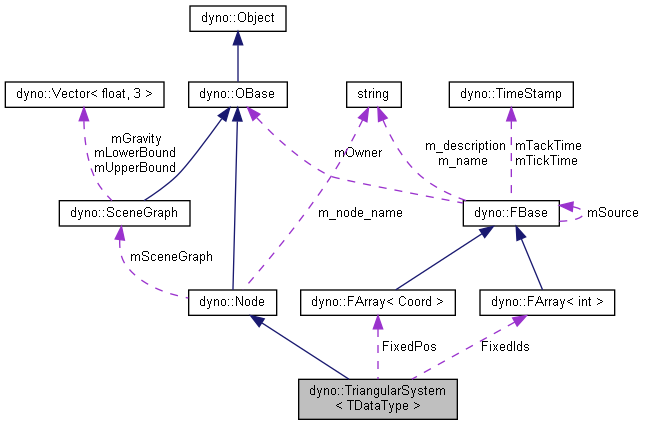 dyno::Object
dyno::Vector< float, 3 >
dyno::OBase
string
dyno::TimeStamp
mGravity
mLowerBound
mUpperBound
mOwner
m_description
m_name
mTackTime
mTickTime
dyno::SceneGraph
m_node_name
dyno::FBase
mSource
mSceneGraph
dyno::Node
dyno::FArray< Coord >
dyno::FArray< int >
FixedPos
FixedIds
dyno::TriangularSystem
< TDataType >